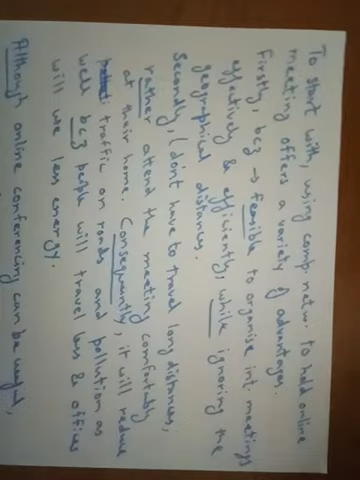 To start with, using comp. netw. to hold online
meeting offers a variety of advantages.
Firstly, bcz → feasible to organise int meetings
effectively & efficiently, while ignoring the
geographical distances.
Secondly, I don't have to travel long distances,
rather attend the meeting comfortably
at their home. Consequently, it will reduce
traffic on roads and pollution as
well bcz people will travel less & offices
will use less energy.
Although online conferencing can be useful,